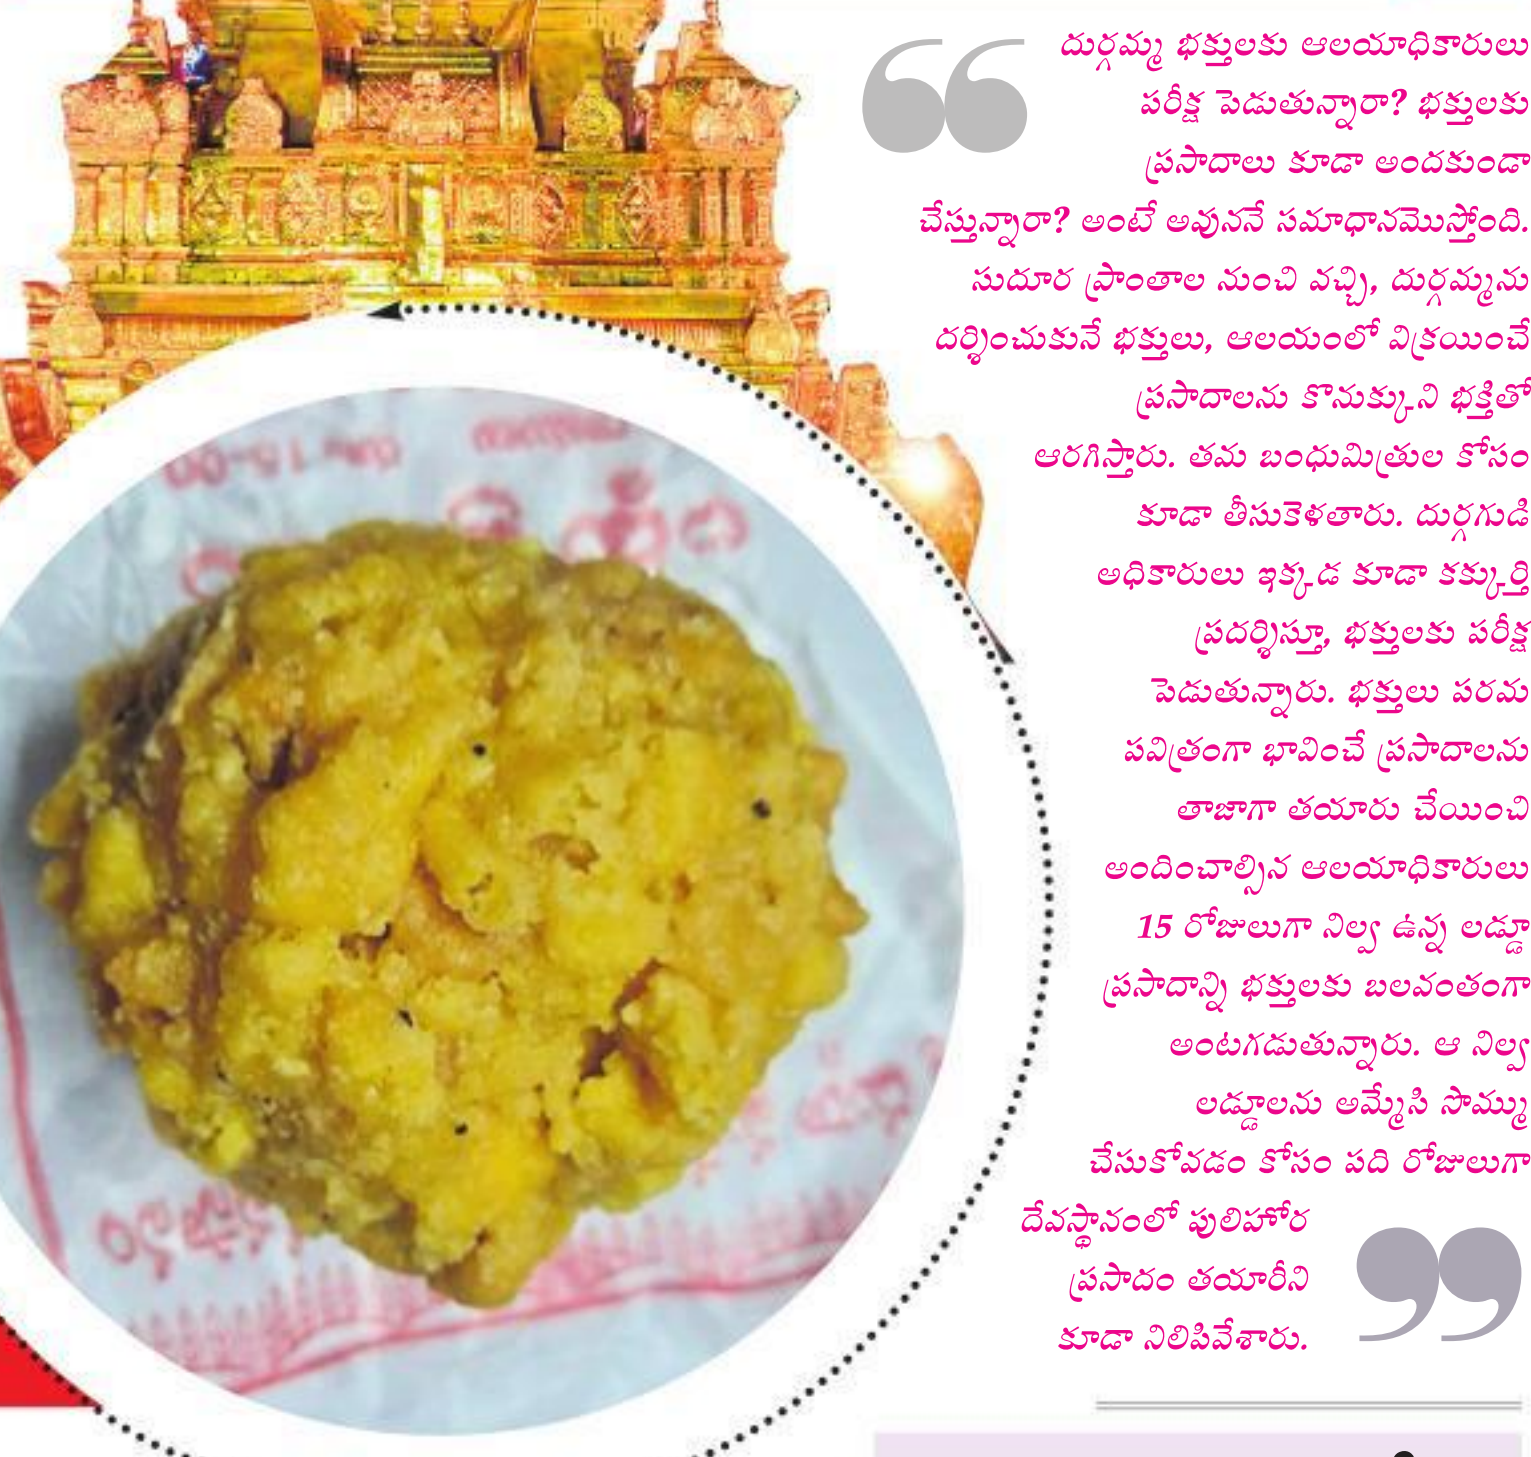 దుర్గమ్మ భక్తులకు ఆలయాధికారులు
పరీక్ష పెడుతున్నారా? భక్తులకు
ప్రసాదాలు కూడా అందకుండా
చేస్తున్నారా? అంటే అవుననే సమాధానమొస్తోంది.
సుదూర ప్రాంతాల నుంచి వచ్చి, దుర్గమ్మను
దర్శించుకునే భక్తులు, ఆలయంలో విక్రయించే
ప్రసాదాలను కొనుక్కుని భక్తితో
ఆరగిస్తారు. తమ బంధుమిత్రుల కోసం
కూడా తీసుకెళతారు. దుర్గగుడి
అధికారులు ఇక్కడ కూడా కక్కుర్తి
ప్రదర్శిస్తూ, భక్తులకు పరీక్ష
పెడుతున్నారు. భక్తులు పరమ
పవిత్రంగా భావించే ప్రసాదాలను
తాజాగా తయారు చేయించి
అందించాల్సిన ఆలయాధికారులు
15 రోజులుగా నిల్వ ఉన్న లడ్డూ
ప్రసాదాన్ని భక్తులకు బలవంతంగా
అంటగడుతున్నారు. ఆ నిల్వ
లడ్డూలను అమ్మేసి సొమ్ము
చేసుకోవడం కోసం పది రోజులుగా
దేవస్థానంలో పులిహోర
ప్రసాదం తయారీని
కూడా నిలిపివేశారు.